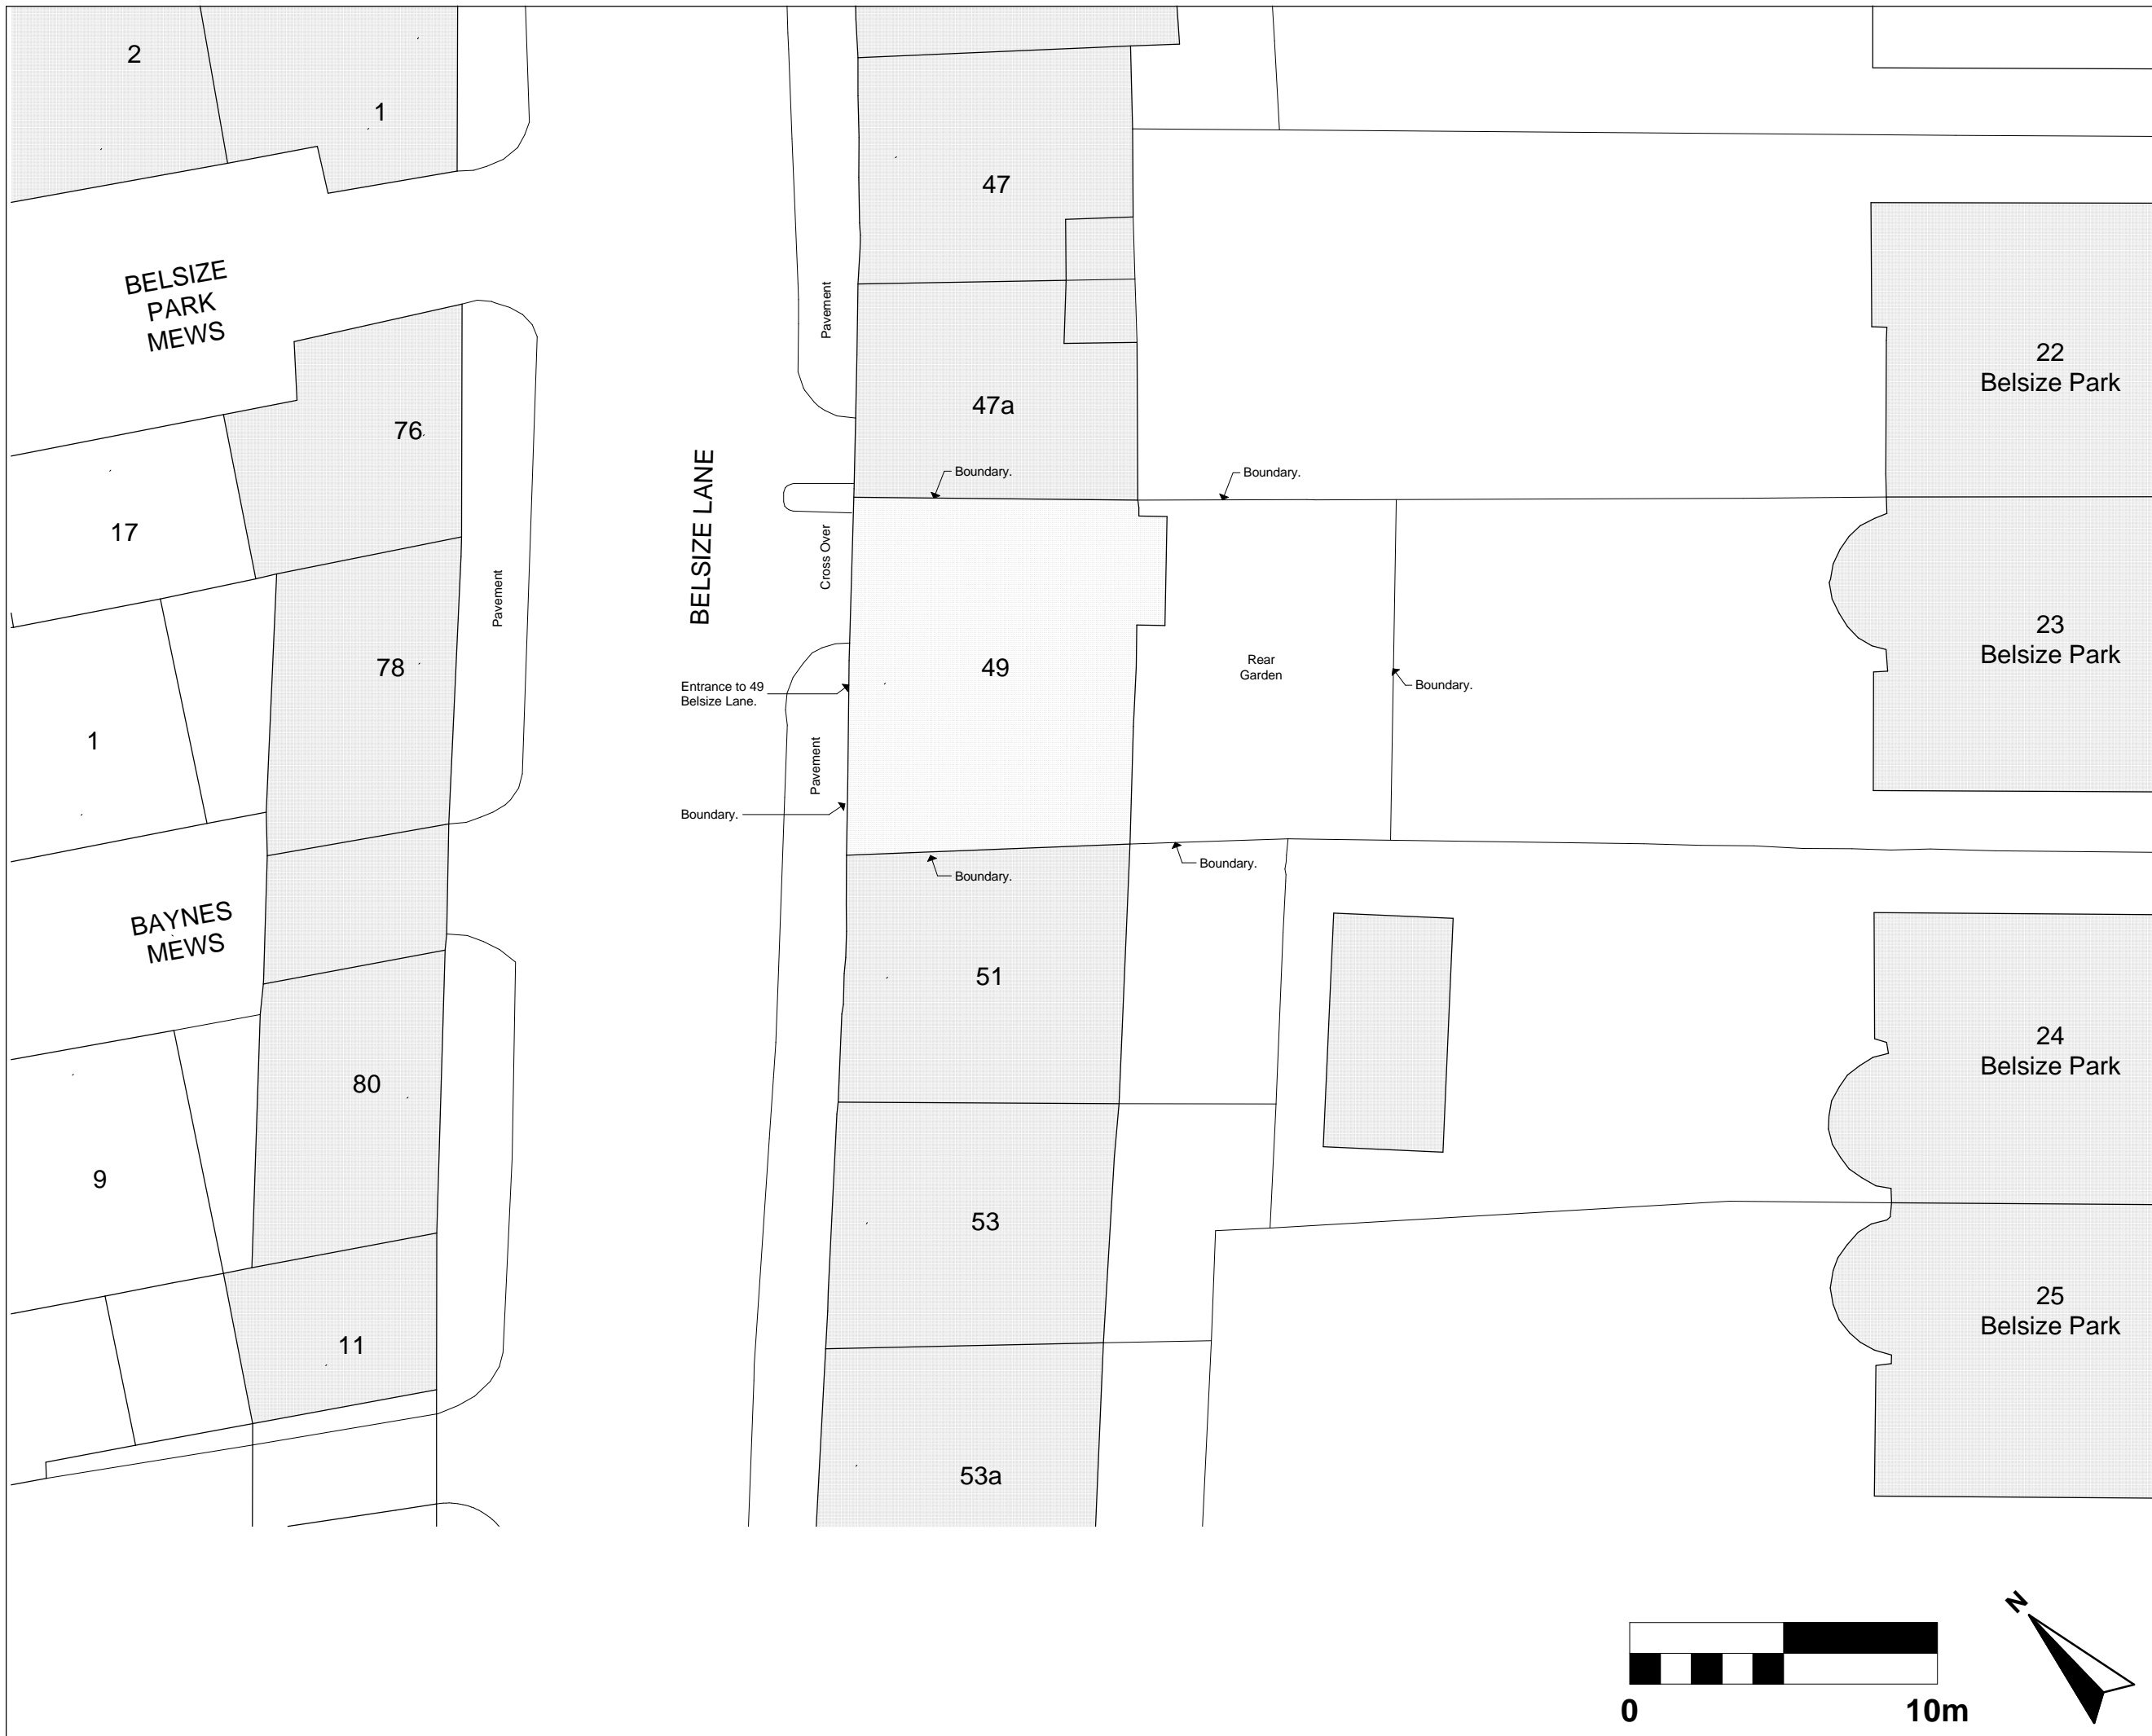 2
1
47
BELSIZE
PARK
MEWS
Pavement
22
Belsize Park
47a
76
BELSIZE LANE
Boundary.
Boundary.
17
Cross Over
Pavement
23
Belsize Park
78
49
Rear
Garden
Entrance to 49
Belsize Lane.
Boundary.
1
Pavement
Boundary.
Boundary.
Boundary.
BAYNES
MEWS
51
24
Belsize Park
80
9
53
25
Belsize Park
11
53a
N
0
10m